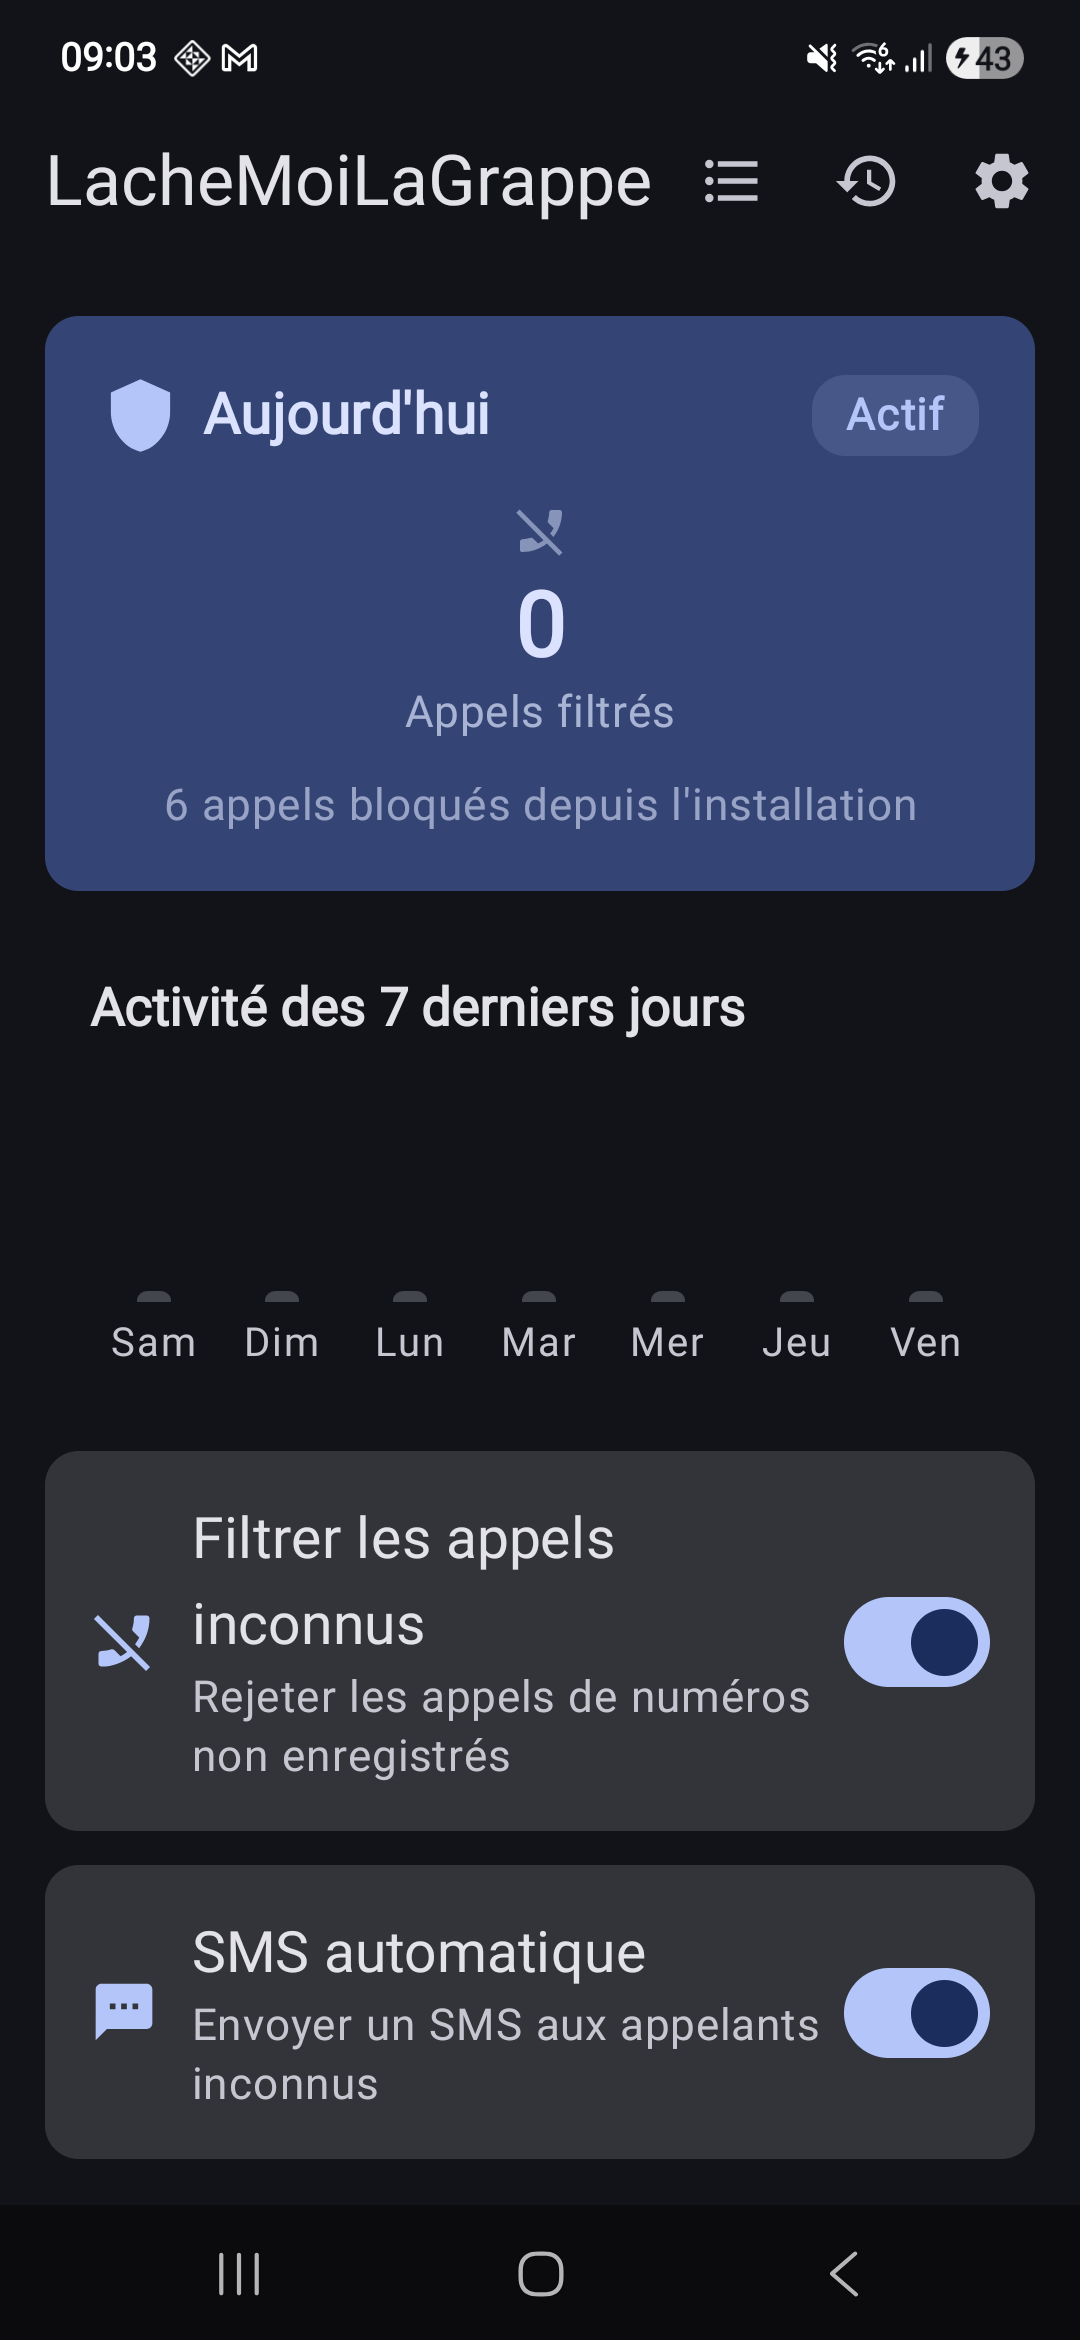 09:03
6
43
LacheMoiLaGrappe
Aujourd'hui
Actif
0
Appels filtrés
6 appels bloqués depuis l'installation
Activité des 7 derniers jours
Sam Dim Lun Mar Mer Jeu Ven
Filtrer les appels
inconnus
Rejeter les appels de numéros
non enregistrés
SMS automatique
Envoyer un SMS aux appelants
inconnus